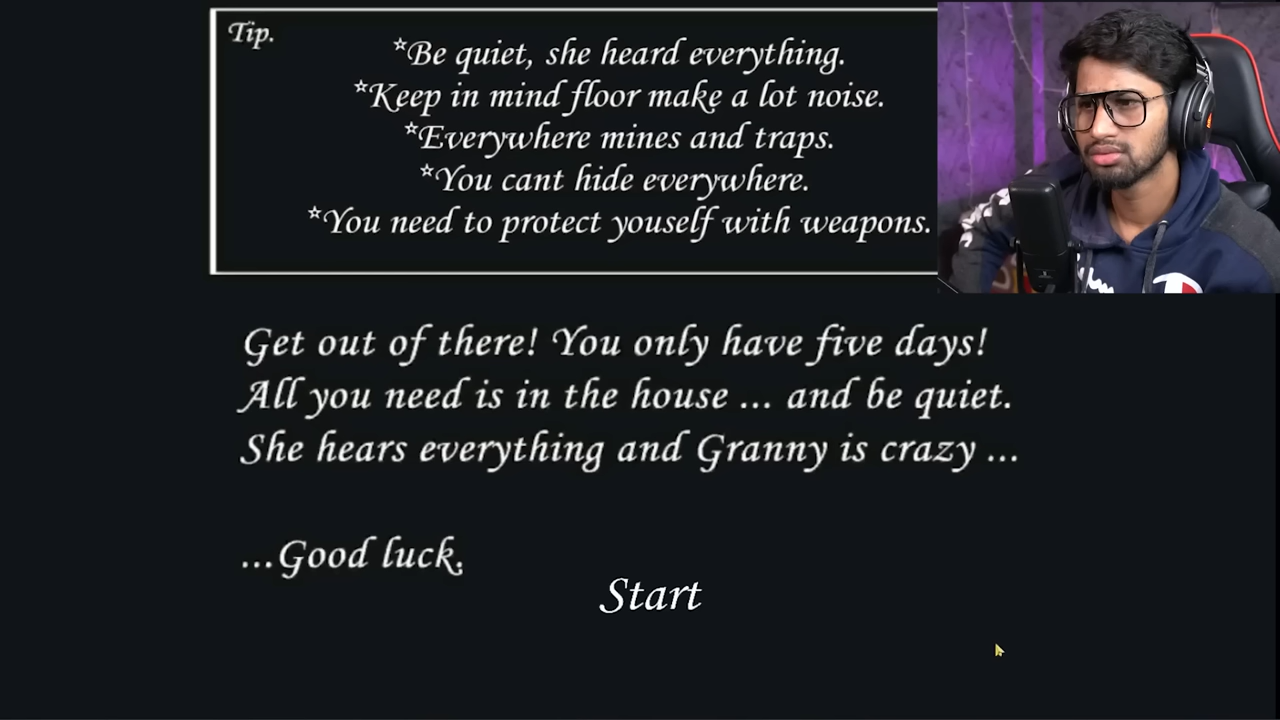 Tip.
*Be quiet, she heard everything.
*Keep in mind floor make a lot noise.
*Everywhere mines and traps.
*You cant hide everywhere.
*You need to protect youself with weapons.
Get out of there! You only have five days!
All you need is in the house ... and be quiet.
She hears everything and Granny is crazy ...
...Good luck.
Start